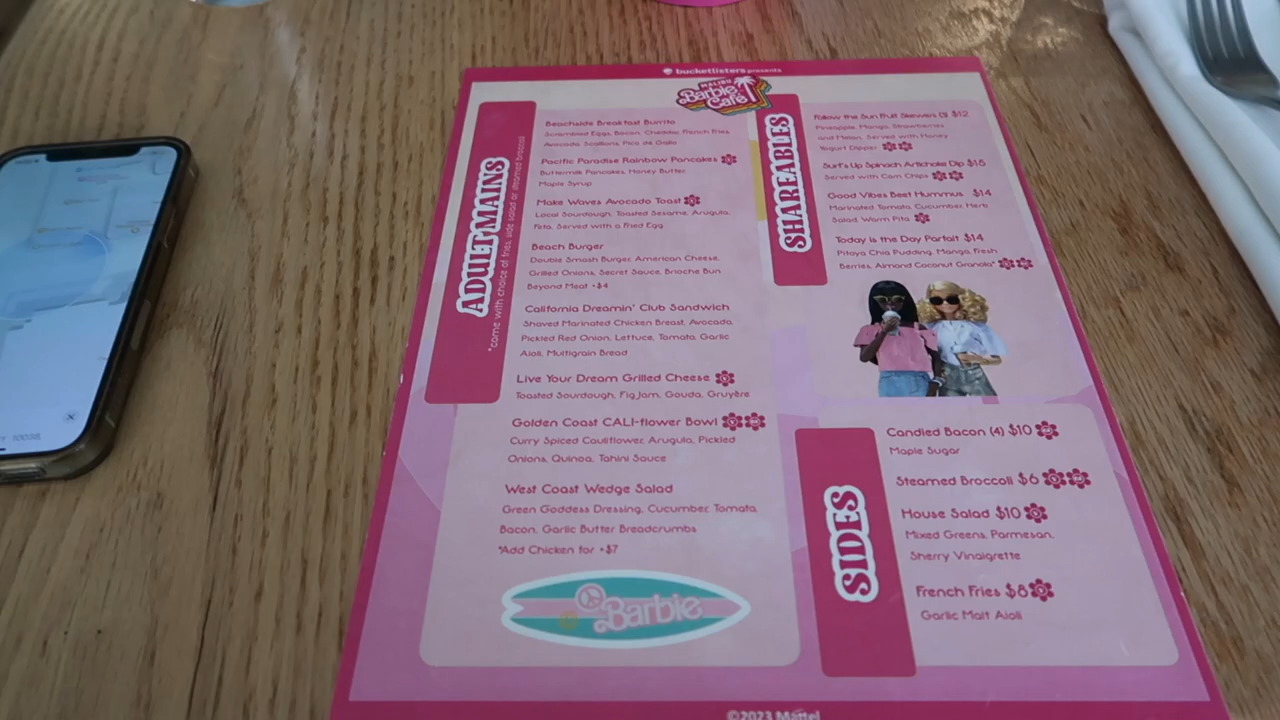 bucketlisters presents
MALIBU
Barbie
Café
ADULT MAINS
*come with choice of fries, side salad or steamed broccoli
Beachside Breakfast Burrito
Scrambled Eggs, Bacon, Cheddar, French Fries,
Avocado, Scallions, Pico de Gallo
Pacific Paradise Rainbow Pancakes
Buttermilk Pancakes, Honey Butter,
Maple Syrup
Make Waves Avocado Toast
Local Sourdough, Toasted Sesame, Arugula,
Feta, Served with a Fried Egg
Beach Burger
Double Smash Burger, American Cheese,
Grilled Onions, Secret Sauce, Brioche Bun
Beyond Meat +$4
California Dreamin' Club Sandwich
Shaved Marinated Chicken Breast, Avocado,
Pickled Red Onion, Lettuce, Tomato, Garlic
Aioli, Multigrain Bread
Live Your Dream Grilled Cheese
Toasted Sourdough, Fig Jam, Gouda, Gruyère
Golden Coast CALI-flower Bowl
Curry Spiced Cauliflower, Arugula, Pickled
Onions, Quinoa, Tahini Sauce
West Coast Wedge Salad
Green Goddess Dressing, Cucumber, Tomato,
Bacon, Garlic Butter Breadcrumbs
*Add Chicken for +$7
Barbie
SHAREABLES
Follow the Sun Fruit Skewers (3) $12
Pineapple, Mango, Strawberries
and Melon, Served with Honey
Yogurt Dipper
Surf's Up Spinach Artichoke Dip $15
Served with Corn Chips
Good Vibes Beet Hummus $14
Marinated Tomato, Cucumber, Herb
Salad, Warm Pita
Today is the Day Parfait $14
Pitaya Chia Pudding, Mango, Fresh
Berries, Almond Coconut Granola*
SIDES
Candied Bacon (4) $10
Maple Sugar
Steamed Broccoli $6
House Salad $10
Mixed Greens, Parmesan,
Sherry Vinaigrette
French Fries $8
Garlic Malt Aioli
©2023 Mattel